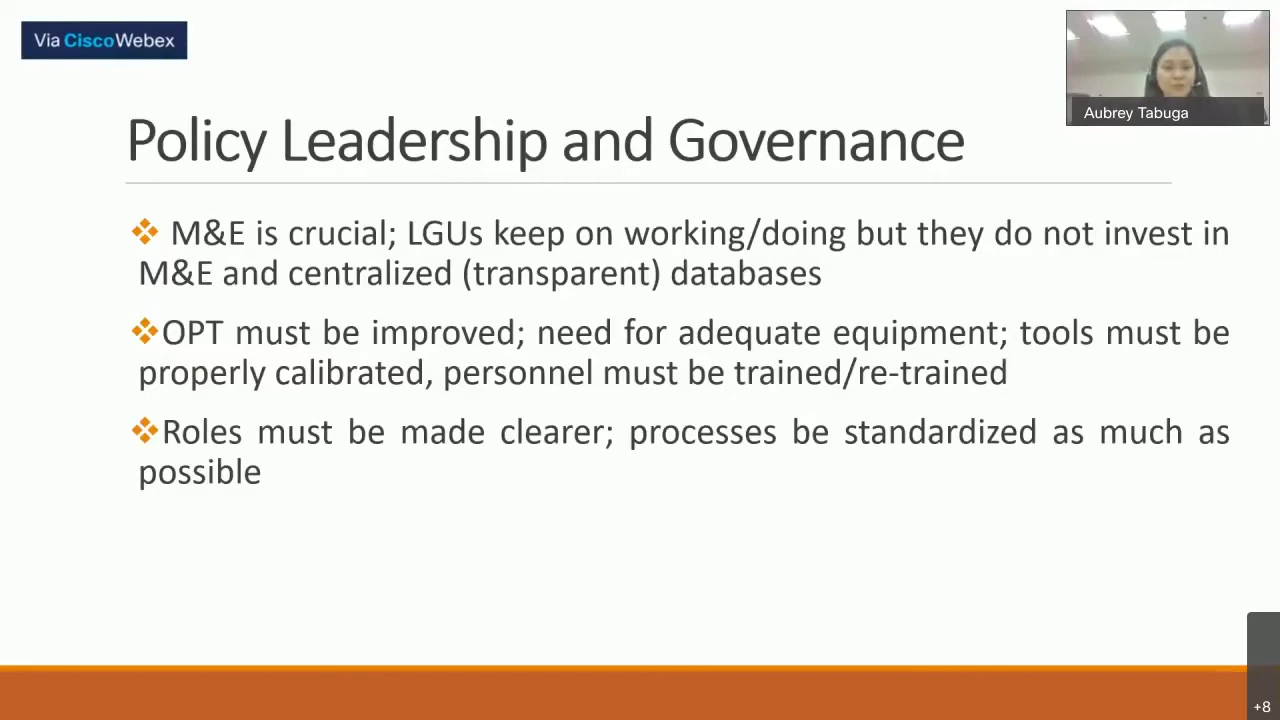 Via CiscoWebex
Aubrey Tabuga
Policy Leadership and Governance
M&E is crucial; LGUs keep on working/doing but they do not invest in
M&E and centralized (transparent) databases
OPT must be improved; need for adequate equipment; tools must be
properly calibrated, personnel must be trained/re-trained
Roles must be made clearer; processes be standardized as much as
possible
+8